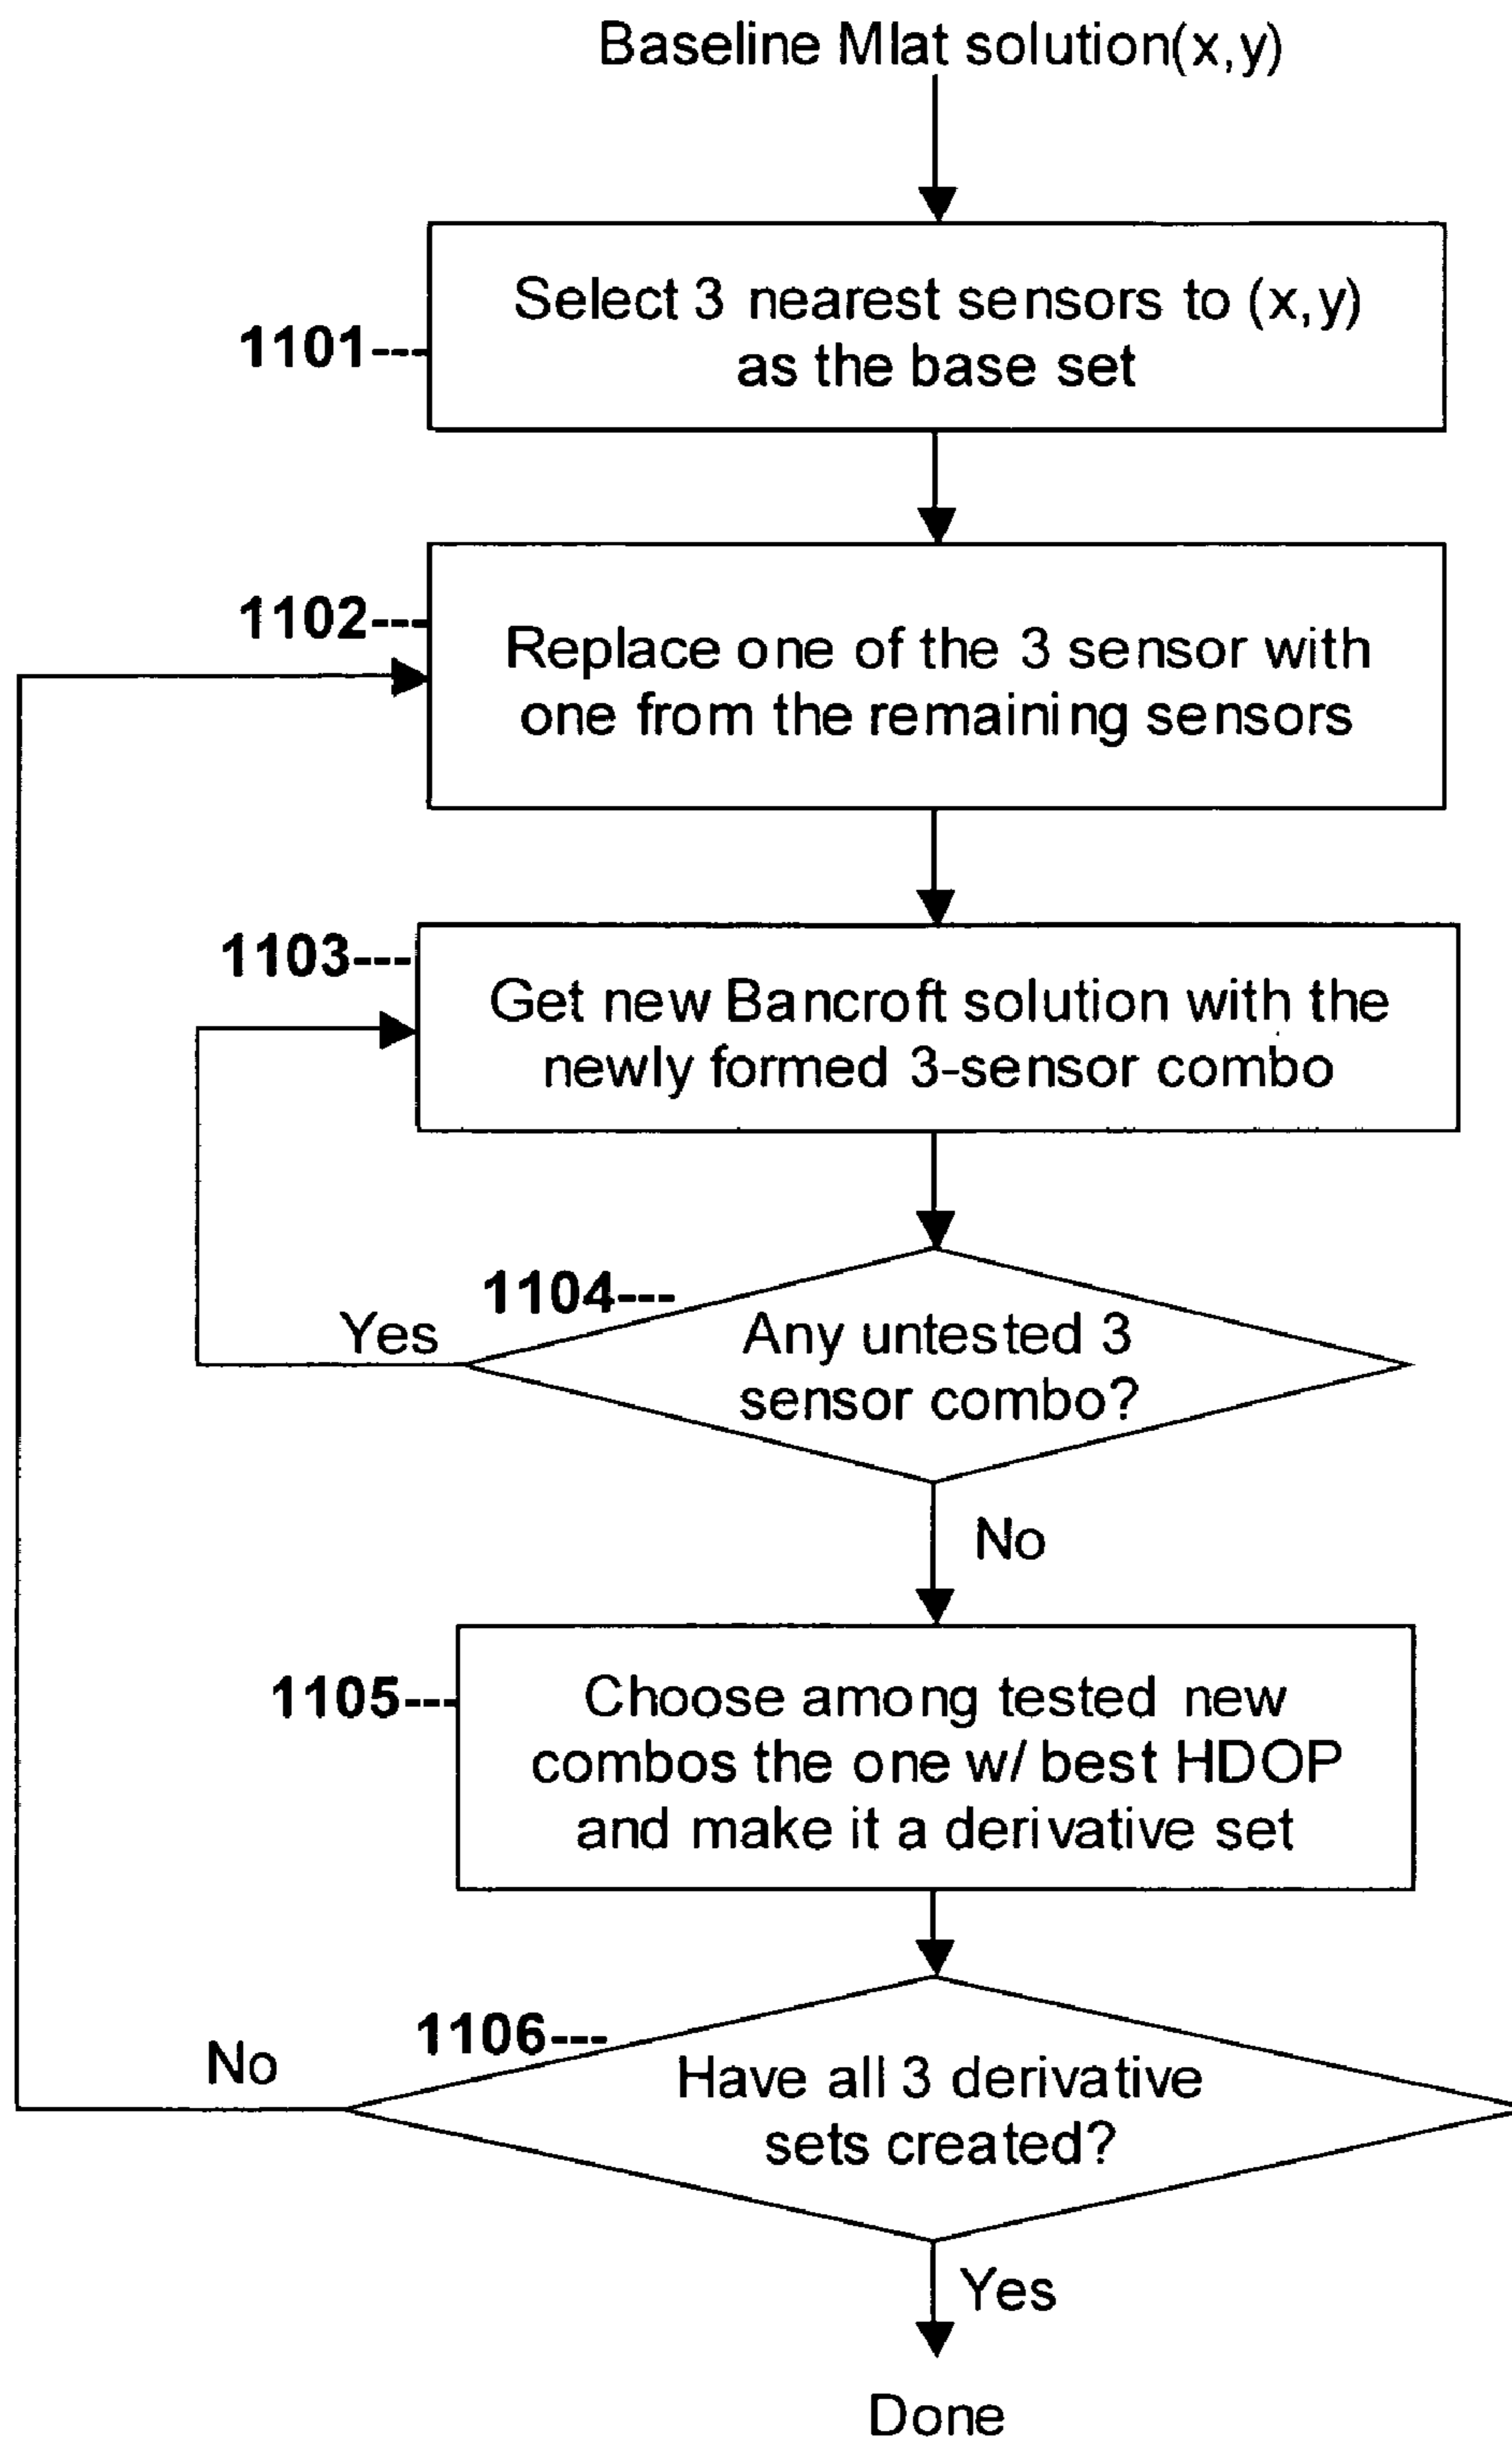 Baseline Mlat solution(x,y)
Select 3 nearest sensors to (x,y)
as the base set
1101---
1102---
Replace one of the 3 sensor with
one from the remaining sensors
1103---
Get new Bancroft solution with the
newly formed 3-sensor combo
1104---
Yes
Any untested 3
sensor combo?
No
1105---
Choose among tested new
combos the one w/ best HDOP
and make it a derivative set
1106---
No
Have all 3 derivative
sets created?
Yes
Done